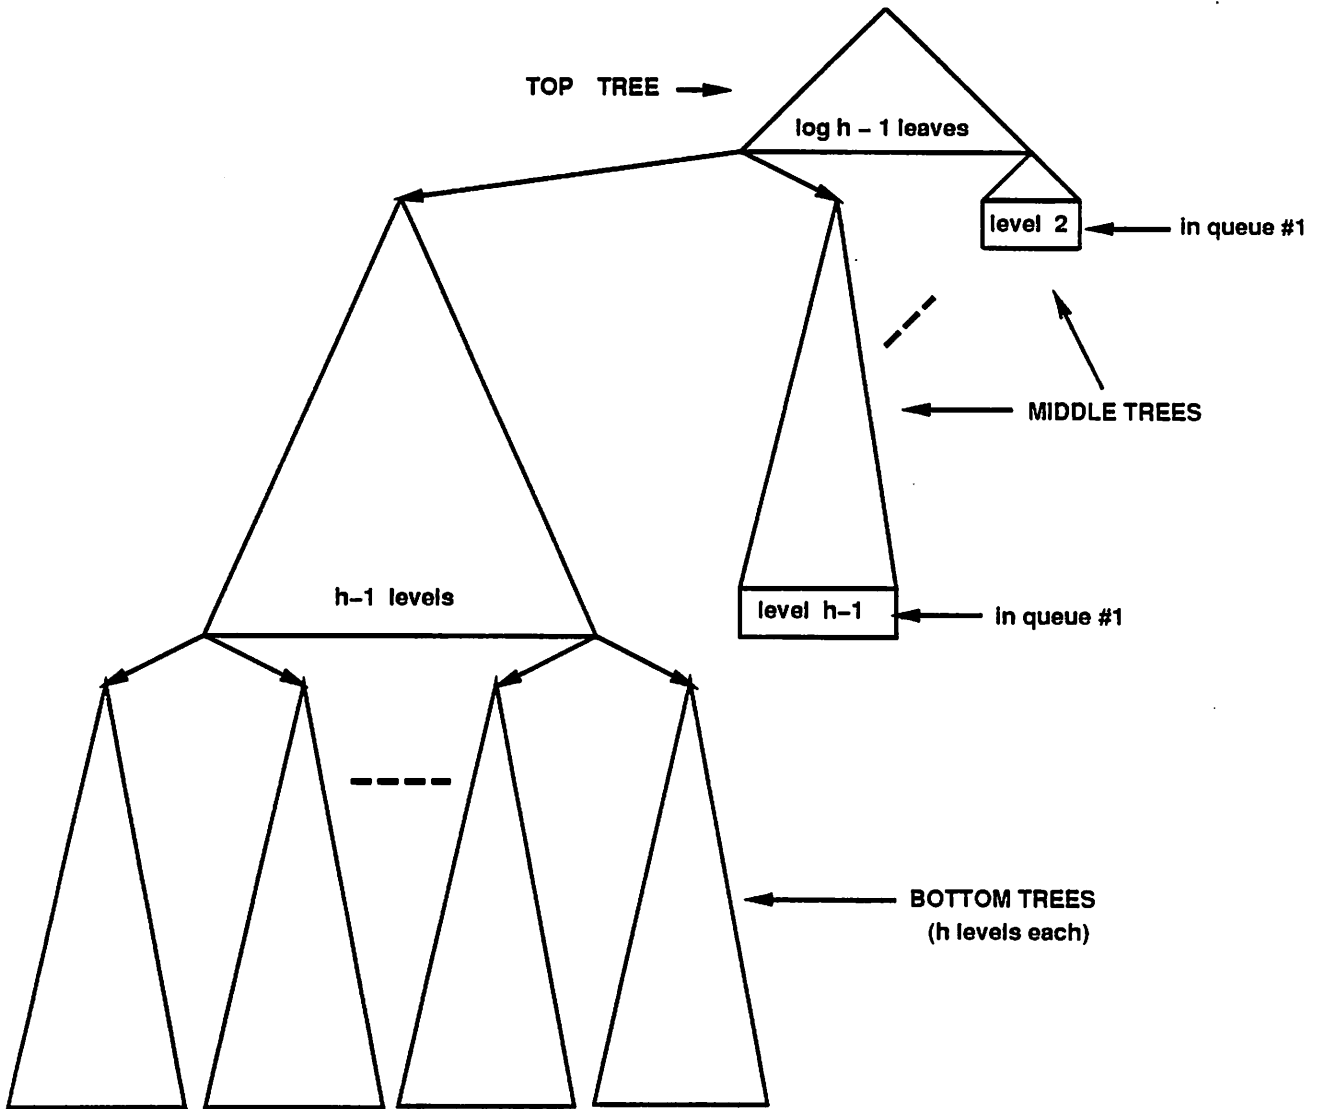 TOP TREE
log h – 1 leaves
level 2
in queue #1
MIDDLE TREES
h–1 levels
level h–1
in queue #1
BOTTOM TREES
(h levels each)